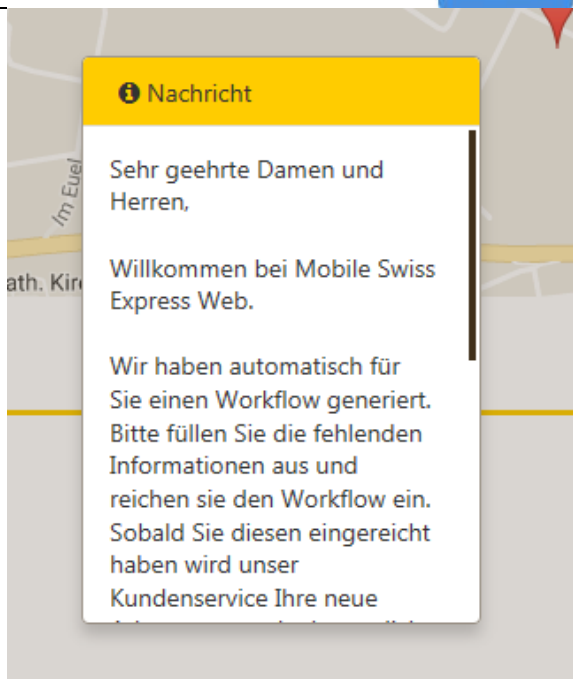 Nachricht
Sehr geehrte Damen und
Herren,
Im Euel
Willkommen bei Mobile Swiss
Express Web.
ath. Kir
Wir haben automatisch für
Sie einen Workflow generiert.
Bitte füllen Sie die fehlenden
Informationen aus und
reichen sie den Workflow ein.
Sobald Sie diesen eingereicht
haben wird unser
Kundenservice Ihre neue